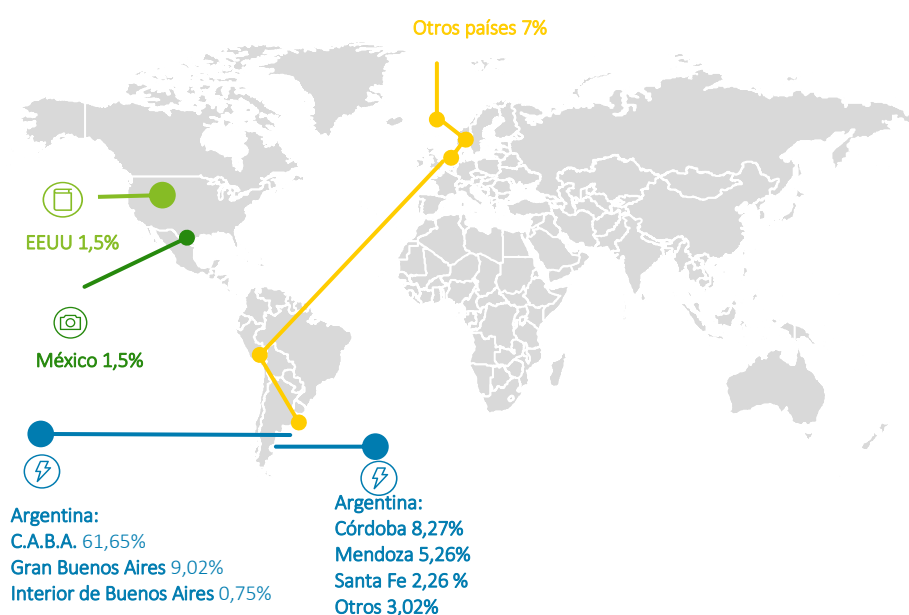 Otros países 7%
EEUU 1,5%
México 1,5%
Argentina:
C.A.B.A. 61,65%
Gran Buenos Aires 9,02%
Interior de Buenos Aires 0,75%
Argentina:
Córdoba 8,27%
Mendoza 5,26%
Santa Fe 2,26 %
Otros 3,02%